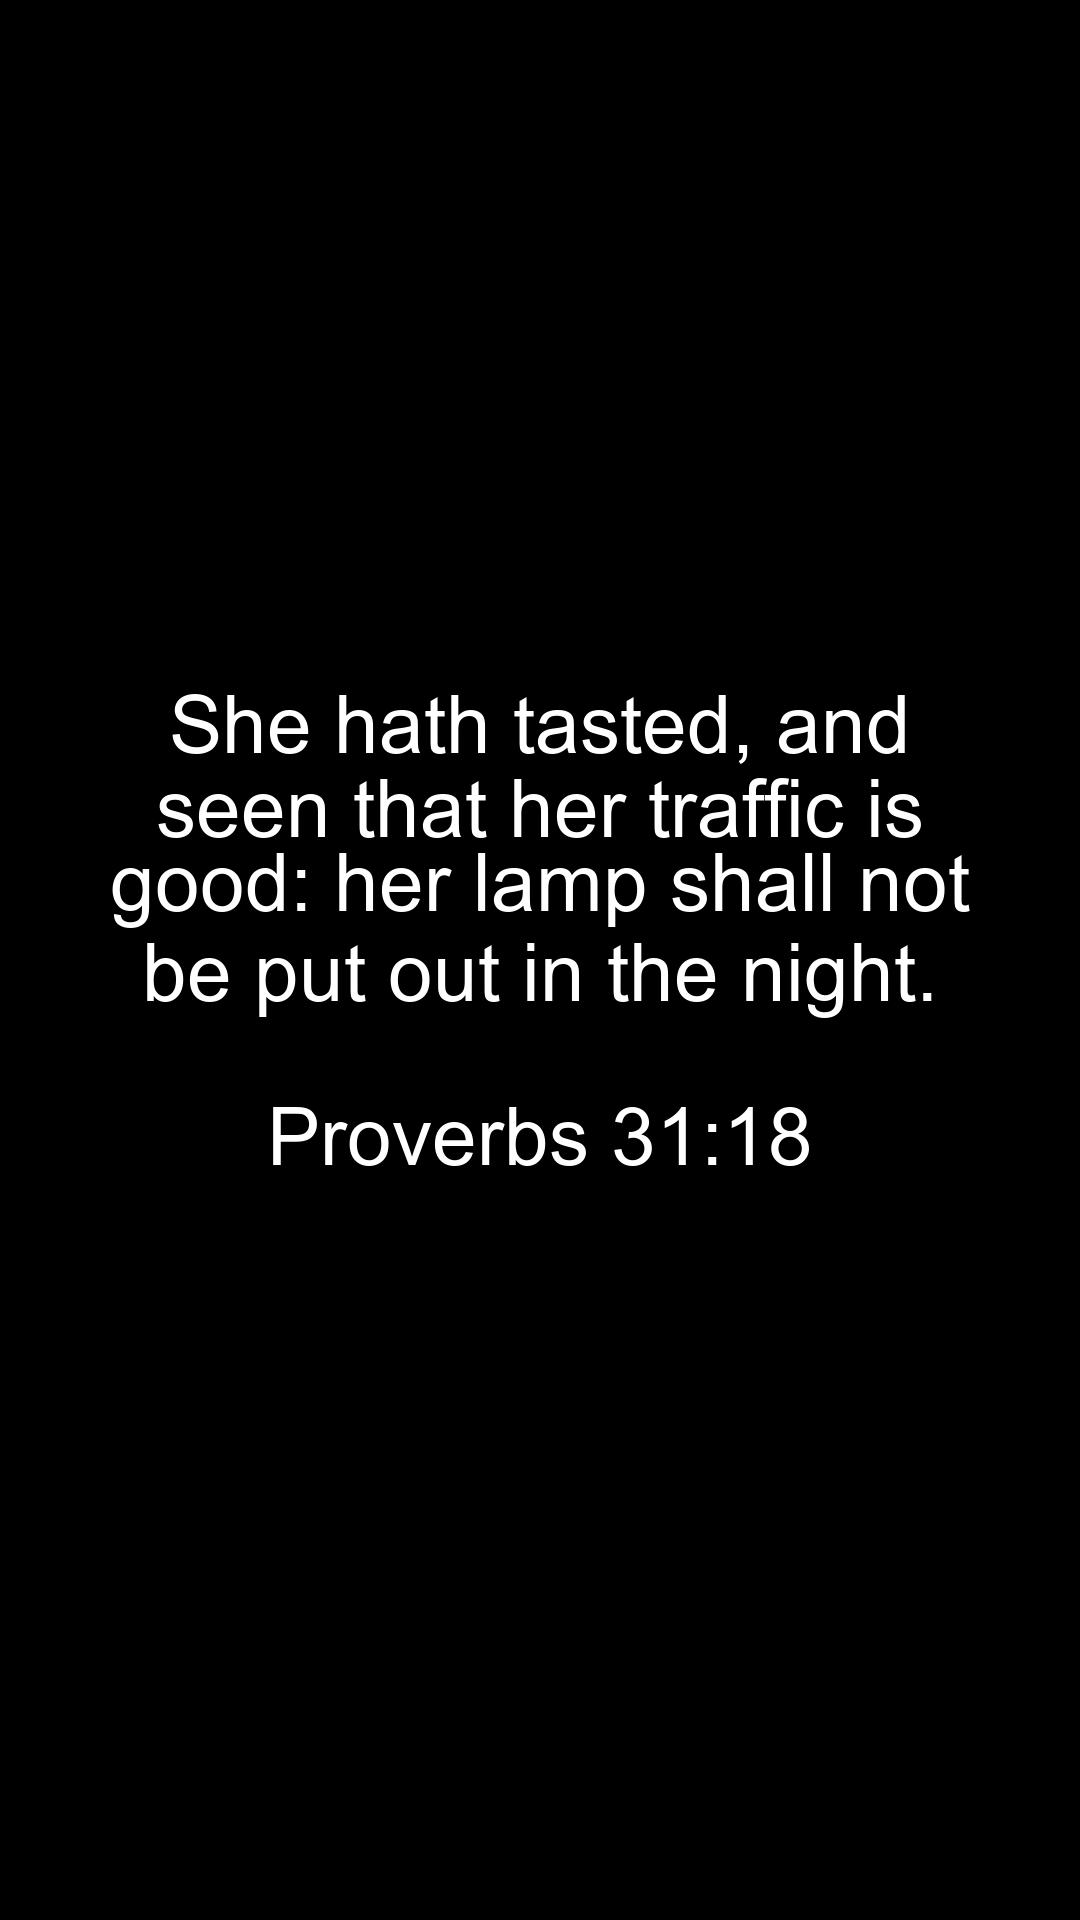 She hath tasted, and
seen that her traffic is
good: her lamp shall not
be put out in the night.
Proverbs 31:18